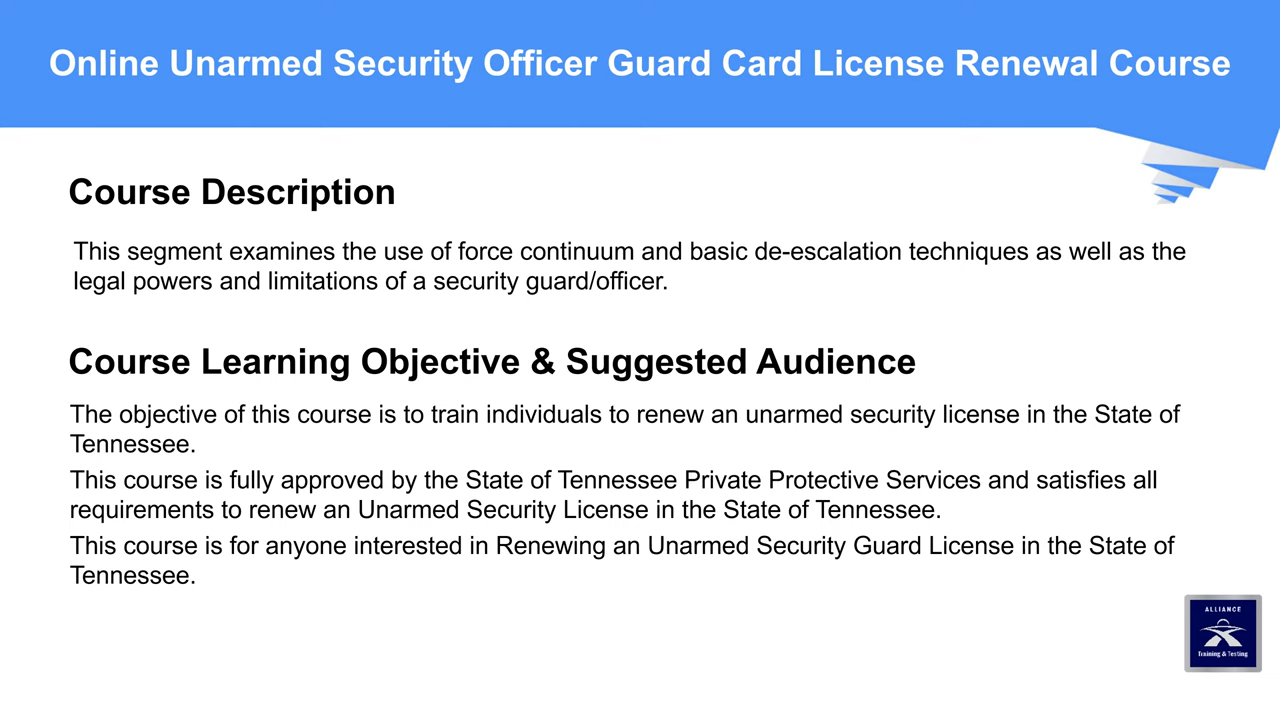 Online Unarmed Security Officer Guard Card License Renewal Course
Course Description
This segment examines the use of force continuum and basic de-escalation techniques as well as the
legal powers and limitations of a security guard/officer.
Course Learning Objective & Suggested Audience
The objective of this course is to train individuals to renew an unarmed security license in the State of
Tennessee.
This course is fully approved by the State of Tennessee Private Protective Services and satisfies all
requirements to renew an Unarmed Security License in the State of Tennessee.
This course is for anyone interested in Renewing an Unarmed Security Guard License in the State of
Tennessee.
ALLIANCE
Training & Testing